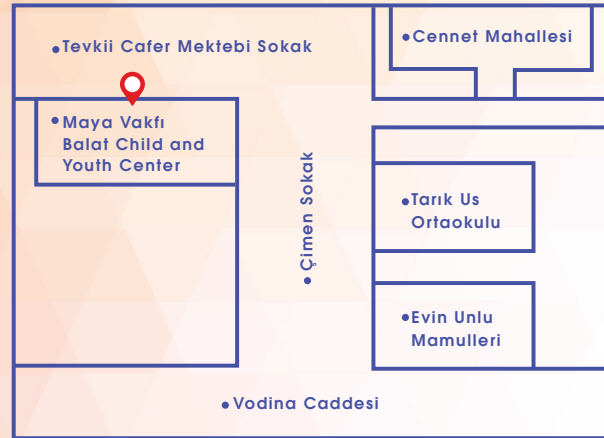 Tevkii Cafer Mektebi Sokak
Cennet Mahallesi
Maya Vakfı
Balat Child and
Youth Center
Çimen Sokak
Tarık Us
Ortaokulu
Evin Unlu
Mamulleri
Vodina Caddesi